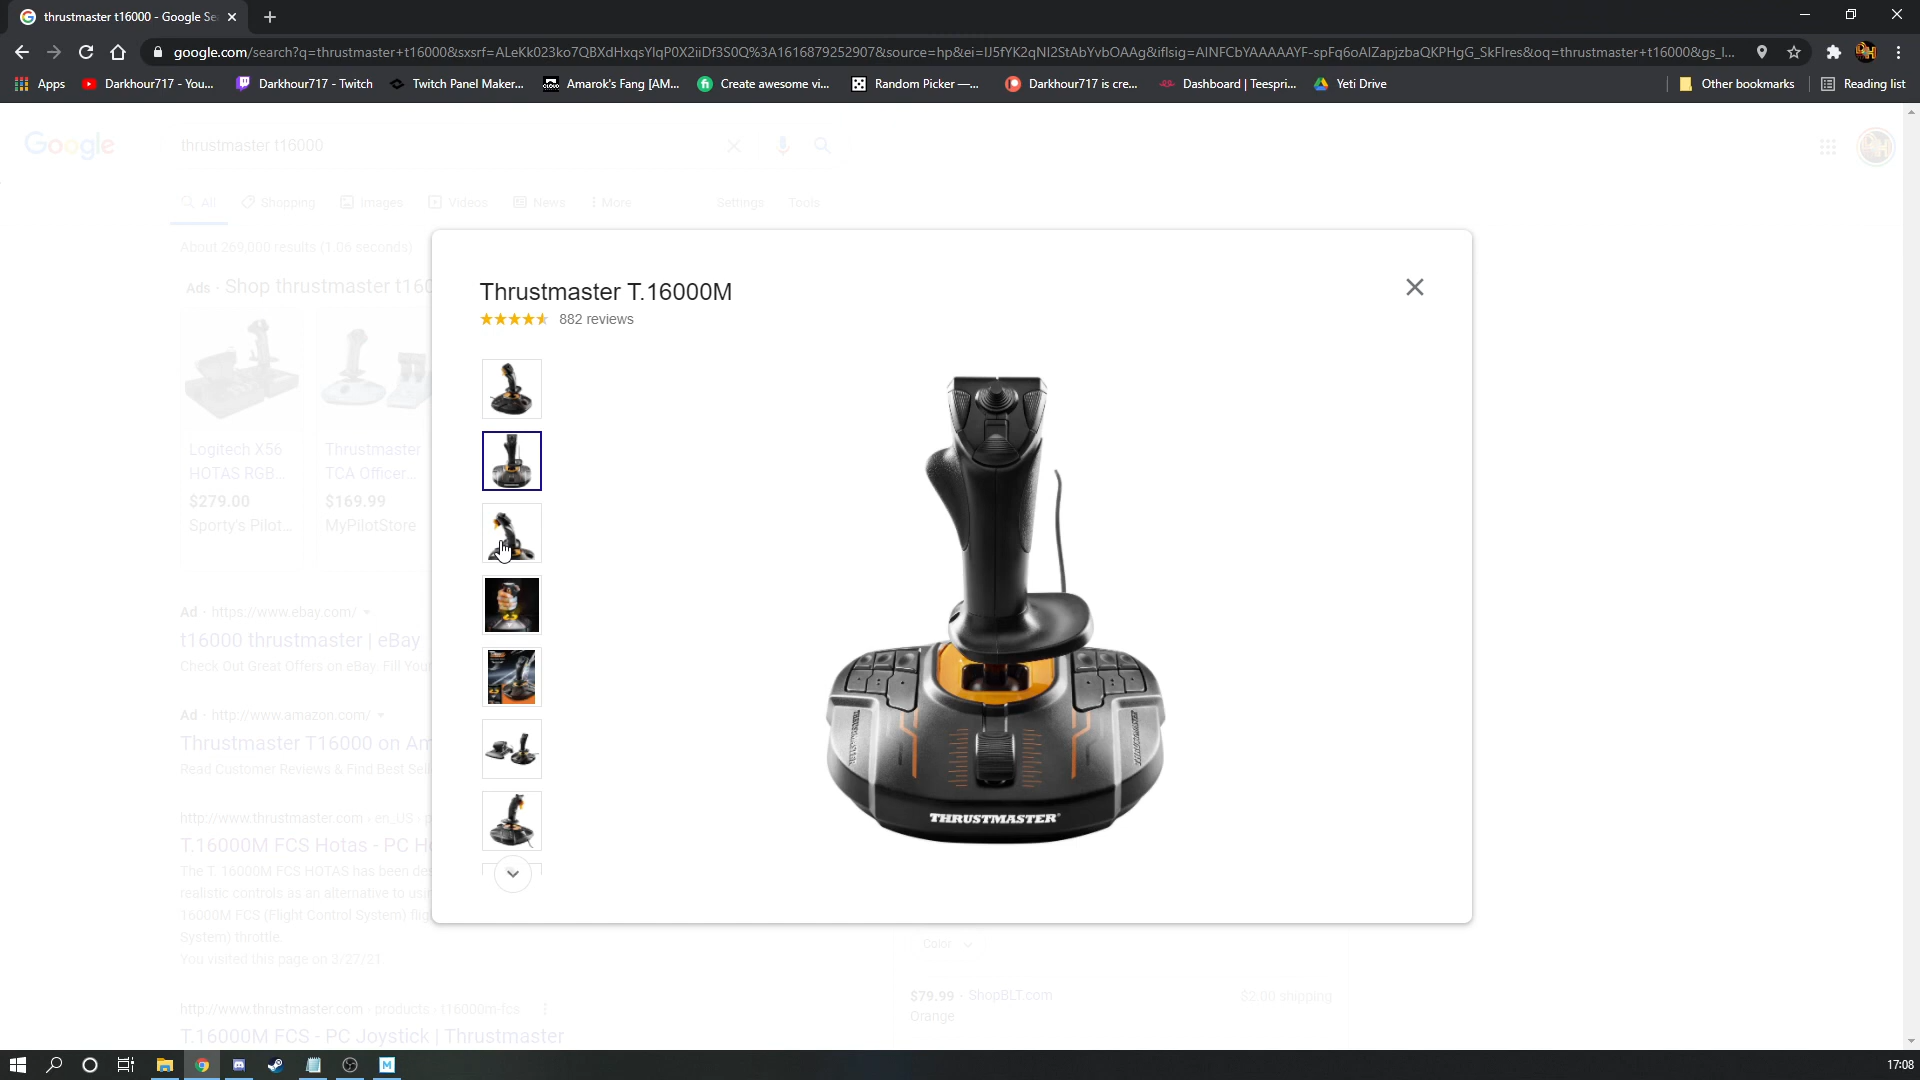 thrustmaster t16000 - Google Se
google.com/search?q=thrustmaster+t16000&sxsrf=ALeKk023ko7QBXdHxqsYlqP0X2iiDf3S0Q%3A1616879252907&source=hp&ei=lJ5fYK2qNI2StAbYvbOAAg&iflsig=AINFCbYAAAAAYF-spFq6oAlZapjzbaQKPHgG_SkFlres&oq=thrustmaster+t16000&gs_l...
Apps Darkhour717 - You... Darkhour717 - Twitch Twitch Panel Maker... Amarok's Fang [AM... Create awesome vi... Random Picker —... Darkhour717 is cre... Dashboard | Teespri... Yeti Drive Other bookmarks Reading list
Google thrustmaster t16000
All Shopping Images Videos News More Settings Tools
About 269,000 results (1.06 seconds)
Ads - Shop thrustmaster t160
Logitech X56
HOTAS RGB...
$279.00
Sporty's Pilot...
Thrustmaster
TCA Officer...
$169.99
MyPilotStore
Ad · https://www.ebay.com/
t16000 thrustmaster | eBay
Check Out Great Offers on eBay. Fill Your
Ad · http://www.amazon.com/
Thrustmaster T16000 on Am
Read Customer Reviews & Find Best Sell
http://www.thrustmaster.com › en_US › p
T.16000M FCS Hotas - PC H
The T. 16000M FCS HOTAS has been de
realistic controls as an alternative to usi
16000M FCS (Flight Control System) flig
System) throttle.
You visited this page on 3/27/21.
http://www.thrustmaster.com › products › t16000m-fcs
T.16000M FCS - PC Joystick | Thrustmaster
Thrustmaster T.16000M
882 reviews
THRUSTMASTER
Color
$79.99 · ShopBLT.com $2.00 shipping
Orange
17:08